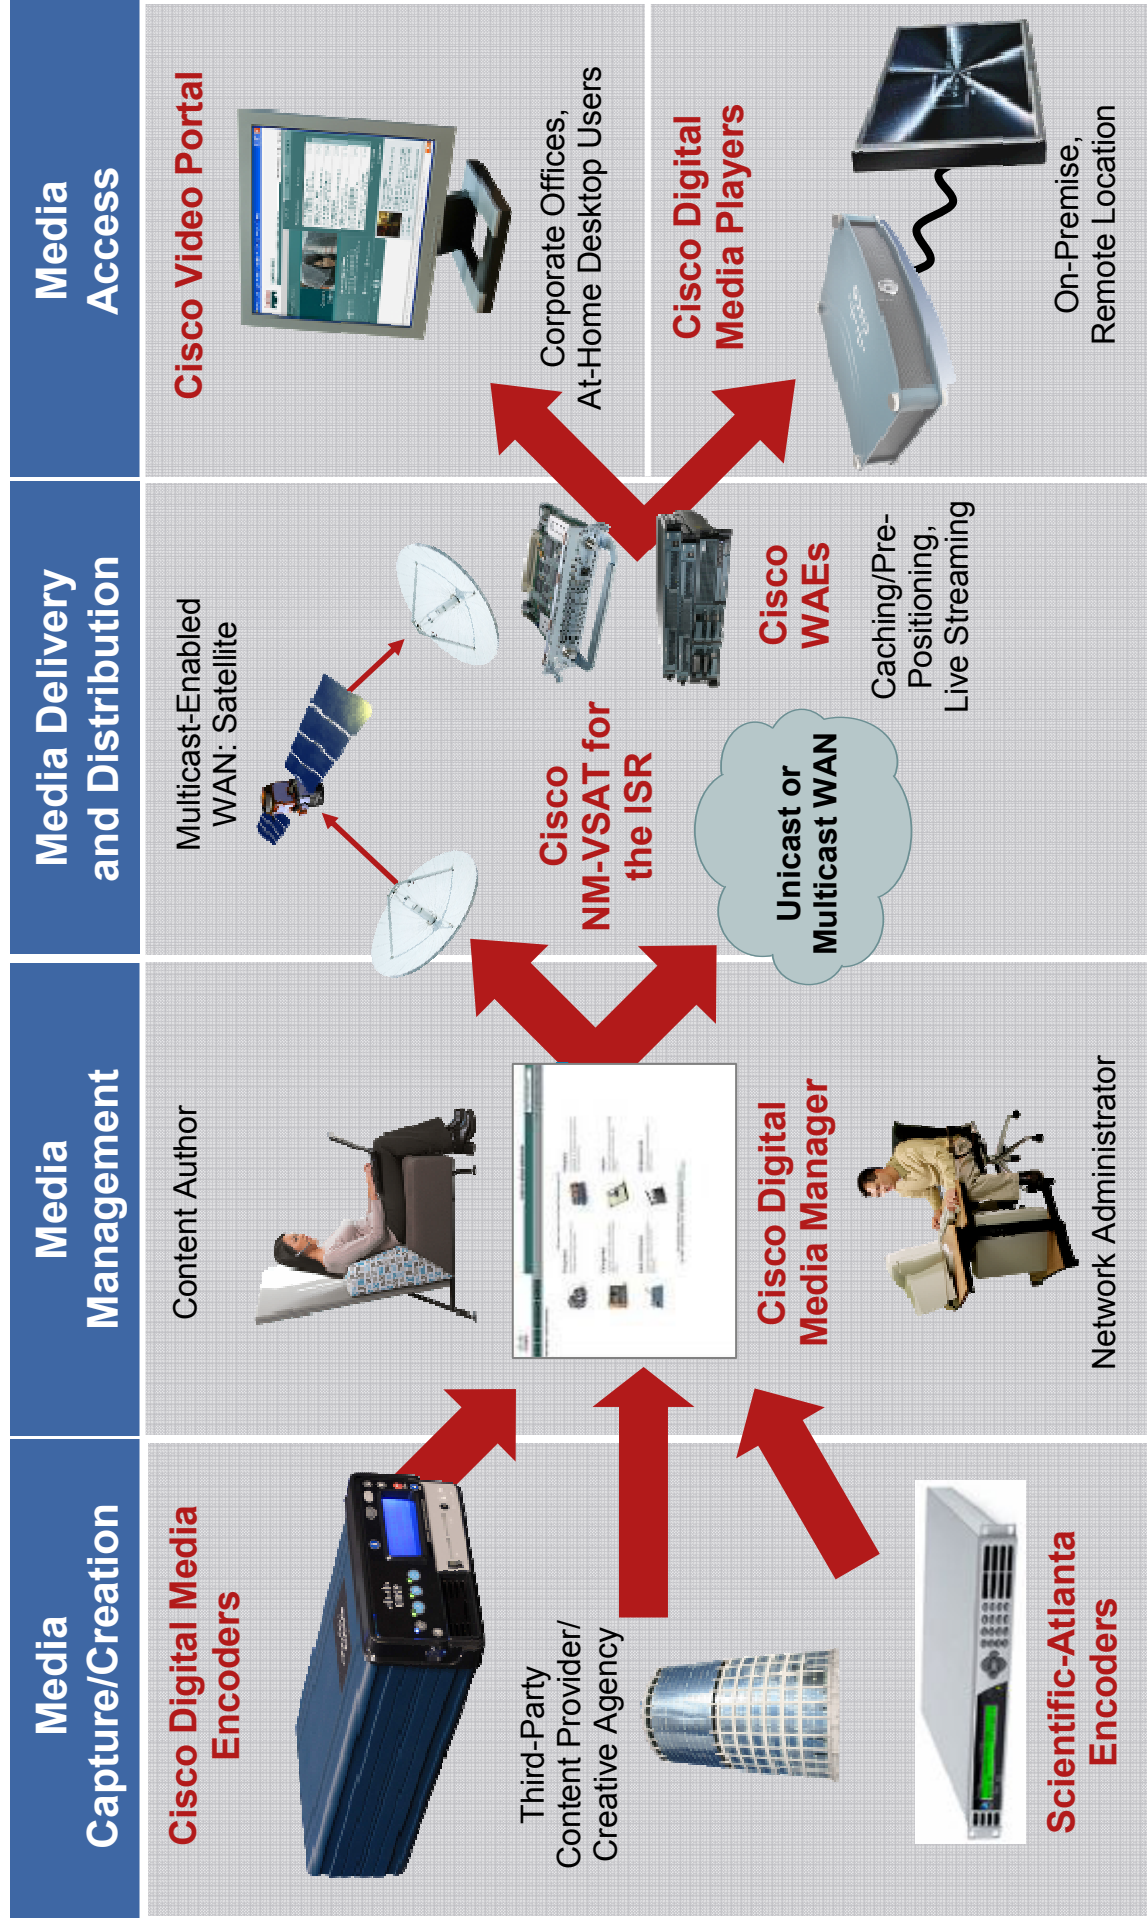 Media
Capture/Creation
Cisco Digital Media
Encoders
Third-Party
Content Provider/
Creative Agency
Scientific-Atlanta
Encoders
Media
Management
Content Author
Cisco Digital
Media Manager
Network Administrator
Media Delivery
and Distribution
Multicast-Enabled
WAN: Satellite
Cisco
NM-VSAT for
the ISR
Unicast or
Multicast WAN
Cisco
WAEs
Caching/Pre-
Positioning,
Live Streaming
Media
Access
Cisco Video Portal
Corporate Offices,
At-Home Desktop Users
Cisco Digital
Media Players
On-Premise,
Remote Location